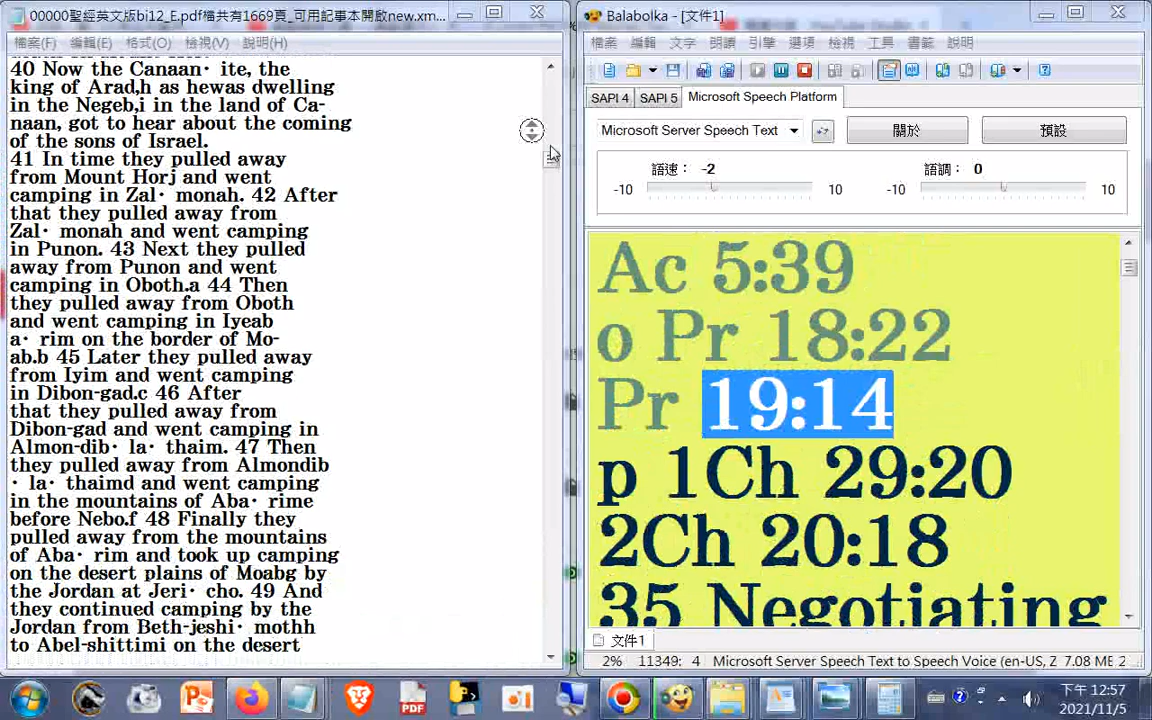 00000聖經英文版bi12_E.pdf檔共有1669頁_可用記事本開啟new.xm...
檔案(F) 編輯(E) 格式(O) 檢視(V) 說明(H)
40 Now the Canaan· ite, the
king of Arad,h as hewas dwelling
in the Negeb,i in the land of Ca-
naan, got to hear about the coming
of the sons of Israel.
41 In time they pulled away
from Mount Horj and went
camping in Zal· monah. 42 After
that they pulled away from
Zal· monah and went camping
in Punon. 43 Next they pulled
away from Punon and went
camping in Oboth.a 44 Then
they pulled away from Oboth
and went camping in Iyeab
a· rim on the border of Mo-
ab.b 45 Later they pulled away
from Iyim and went camping
in Dibon-gad.c 46 After
that they pulled away from
Dibon-gad and went camping in
Almon-dib· la· thaim. 47 Then
they pulled away from Almondib
· la· thaimd and went camping
in the mountains of Aba· rime
before Nebo.f 48 Finally they
pulled away from the mountains
of Aba· rim and took up camping
on the desert plains of Moabg by
the Jordan at Jeri· cho. 49 And
they continued camping by the
Jordan from Beth-jeshi· mothh
to Abel-shittimi on the desert
Balabolka - [文件1]
檔案 編輯 文字 朗讀 引擎 選項 檢視 工具 書籤 說明
SAPI 4 SAPI 5 Microsoft Speech Platform
Microsoft Server Speech Text 關於 預設
語速: -2 語調: 0
-10 10 -10 10
Ac 5:39
o Pr 18:22
Pr 19:14
p 1Ch 29:20
2Ch 20:18
35 Negotiating
文件1
2% 11349: 4 Microsoft Server Speech Text to Speech Voice (en-US, Z 7.08 ME 2
下午 12:57
2021/11/5